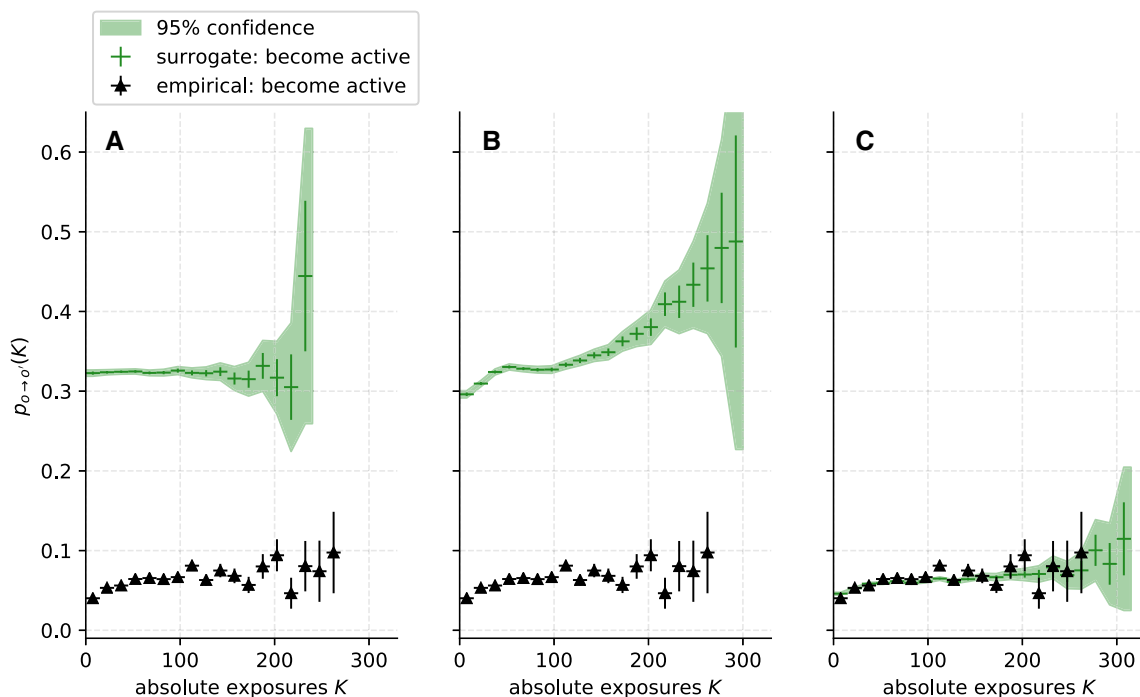 95% confidence
surrogate: become active
empirical: become active
A
B
C
0.6
0.5
0.4
0.3
0.2
0.1
0.0
p_{o→o'}(K)
0 100 200 300
0 100 200 300
0 100 200 300
absolute exposures K
absolute exposures K
absolute exposures K